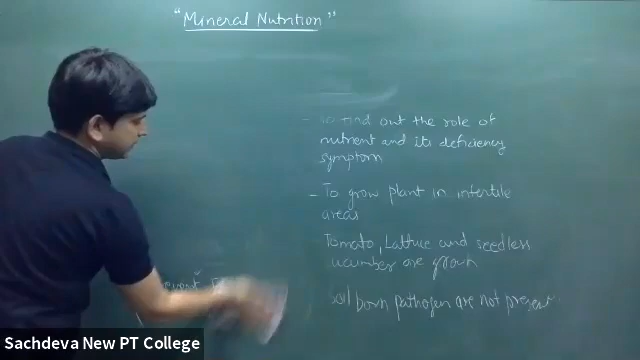 "Mineral Nutrition"
- To find out the role of
nutrient and its deficiency
symptom
- To grow plant in infertile
areas
Tomato, Lattuce and seedless
cucumber are grown
Soil born pathogen are not present.
Sachdeva New PT College